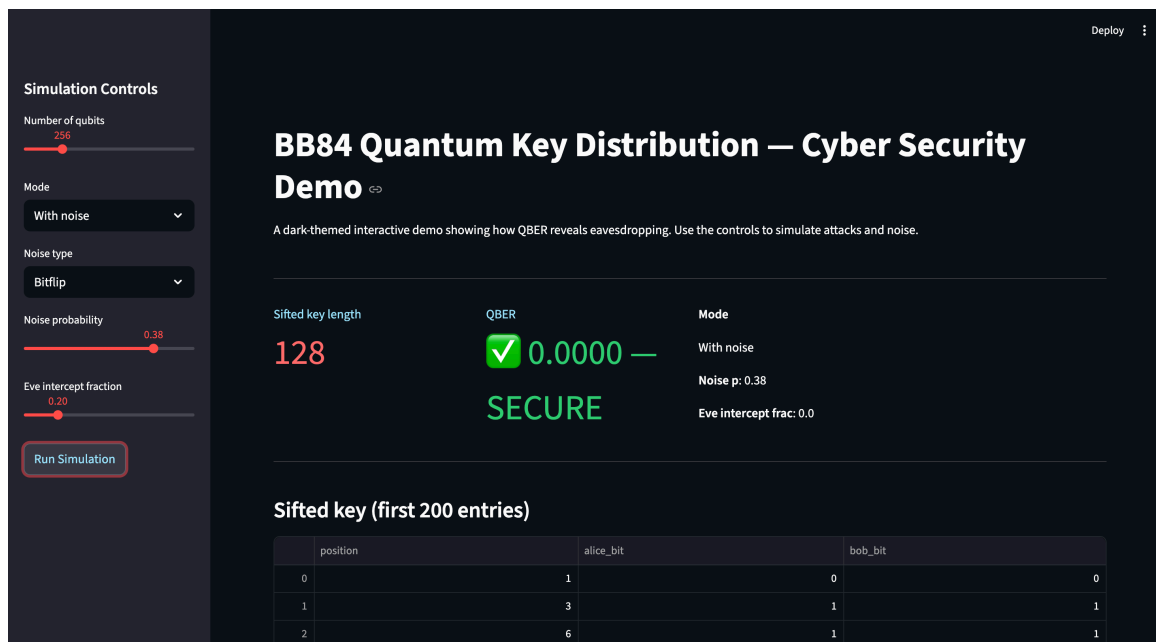 Deploy
Simulation Controls
Number of qubits
256
Mode
With noise
Noise type
Bitflip
Noise probability
0.38
Eve intercept fraction
0.20
Run Simulation
BB84 Quantum Key Distribution — Cyber Security
Demo
A dark-themed interactive demo showing how QBER reveals eavesdropping. Use the controls to simulate attacks and noise.
Sifted key length
128
QBER
✅ 0.0000 —
SECURE
Mode
With noise
Noise p: 0.38
Eve intercept frac: 0.0
Sifted key (first 200 entries)
position alice_bit bob_bit
0 1 0 0
1 3 1 1
2 6 1 1